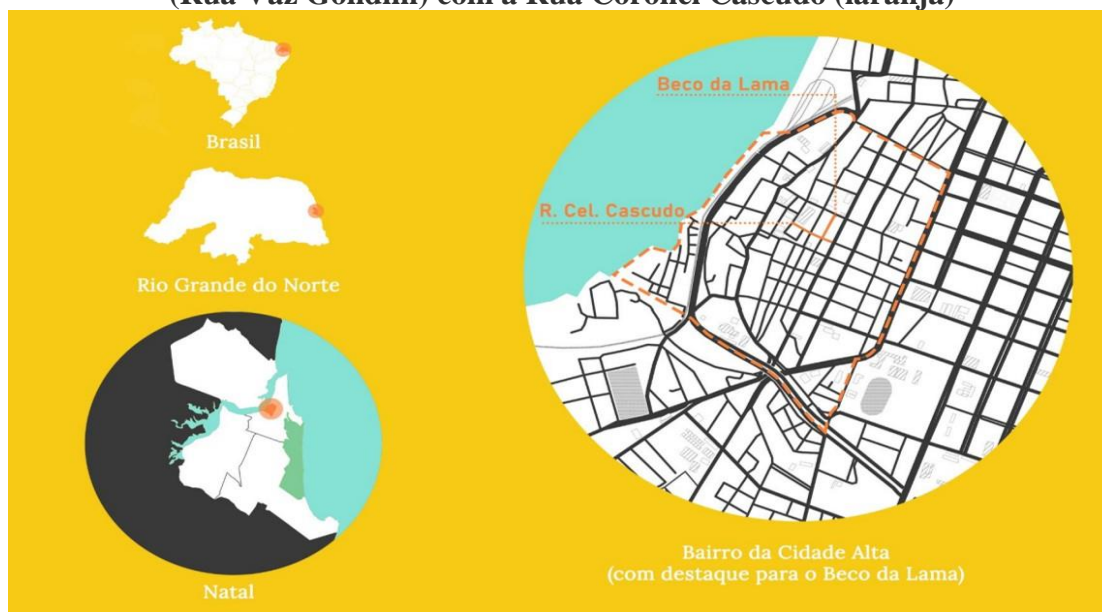 (Rua Vaz Gondim) com a Rua Coronel Cascudo (laranja)
Brasil
Rio Grande do Norte
Natal
Beco da Lama
R. Cel. Cascudo
Bairro da Cidade Alta
(com destaque para o Beco da Lama)